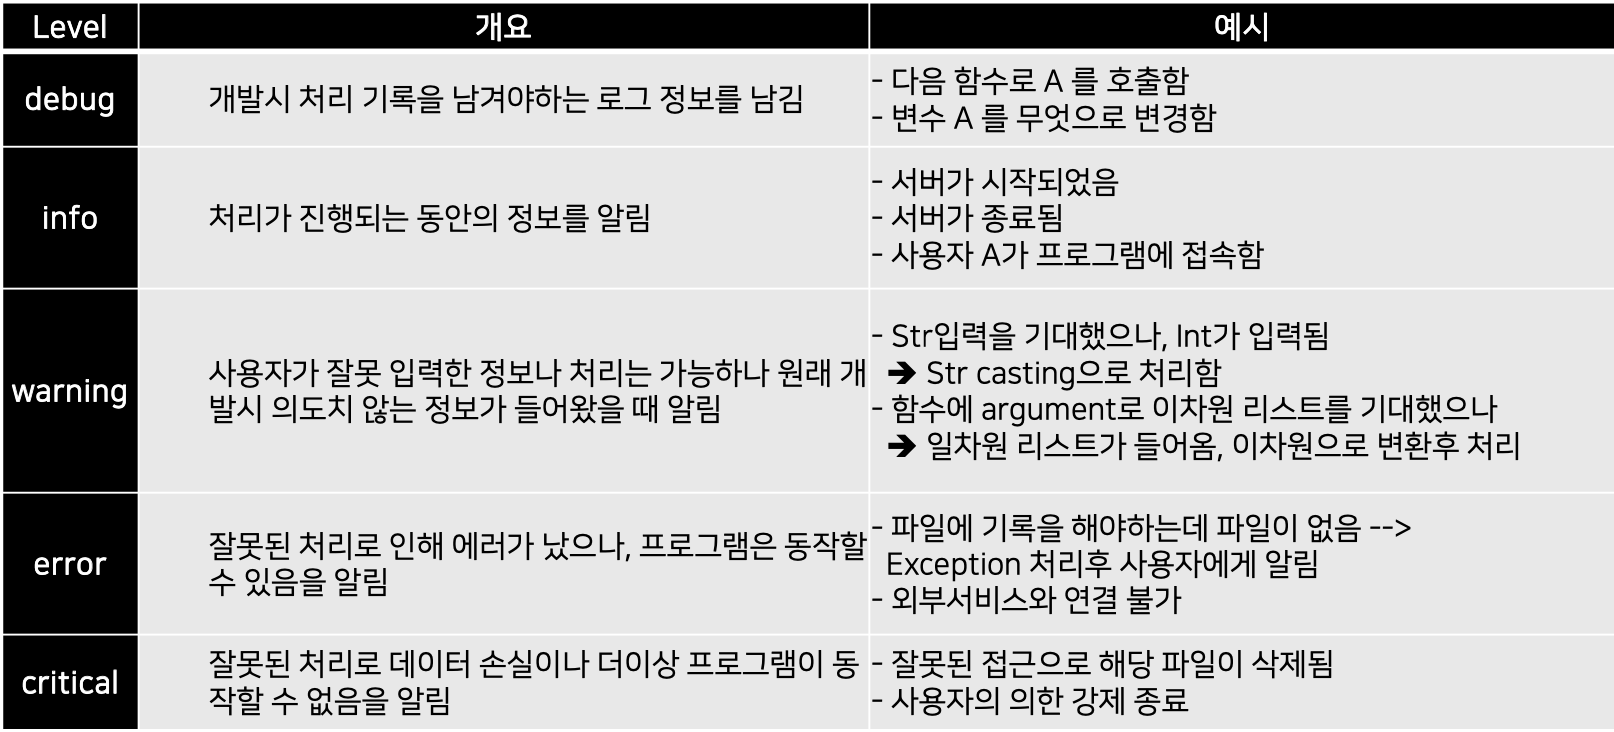 Level 개요 예시
debug
개발시 처리 기록을 남겨야하는 로그 정보를 남김
- 다음 함수로 A 를 호출함
- 변수 A 를 무엇으로 변경함
info
처리가 진행되는 동안의 정보를 알림
- 서버가 시작되었음
- 서버가 종료됨
- 사용자 A가 프로그램에 접속함
warning
사용자가 잘못 입력한 정보나 처리는 가능하나 원래 개
발시 의도치 않는 정보가 들어왔을 때 알림
- Str입력을 기대했으나, Int가 입력됨
➔ Str casting으로 처리함
- 함수에 argument로 이차원 리스트를 기대했으나
➔ 일차원 리스트가 들어옴, 이차원으로 변환후 처리
error
잘못된 처리로 인해 에러가 났으나, 프로그램은 동작할
수 있음을 알림
- 파일에 기록을 해야하는데 파일이 없음 -->
Exception 처리후 사용자에게 알림
- 외부서비스와 연결 불가
critical
잘못된 처리로 데이터 손실이나 더이상 프로그램이 동
작할 수 없음을 알림
- 잘못된 접근으로 해당 파일이 삭제됨
- 사용자의 의한 강제 종료